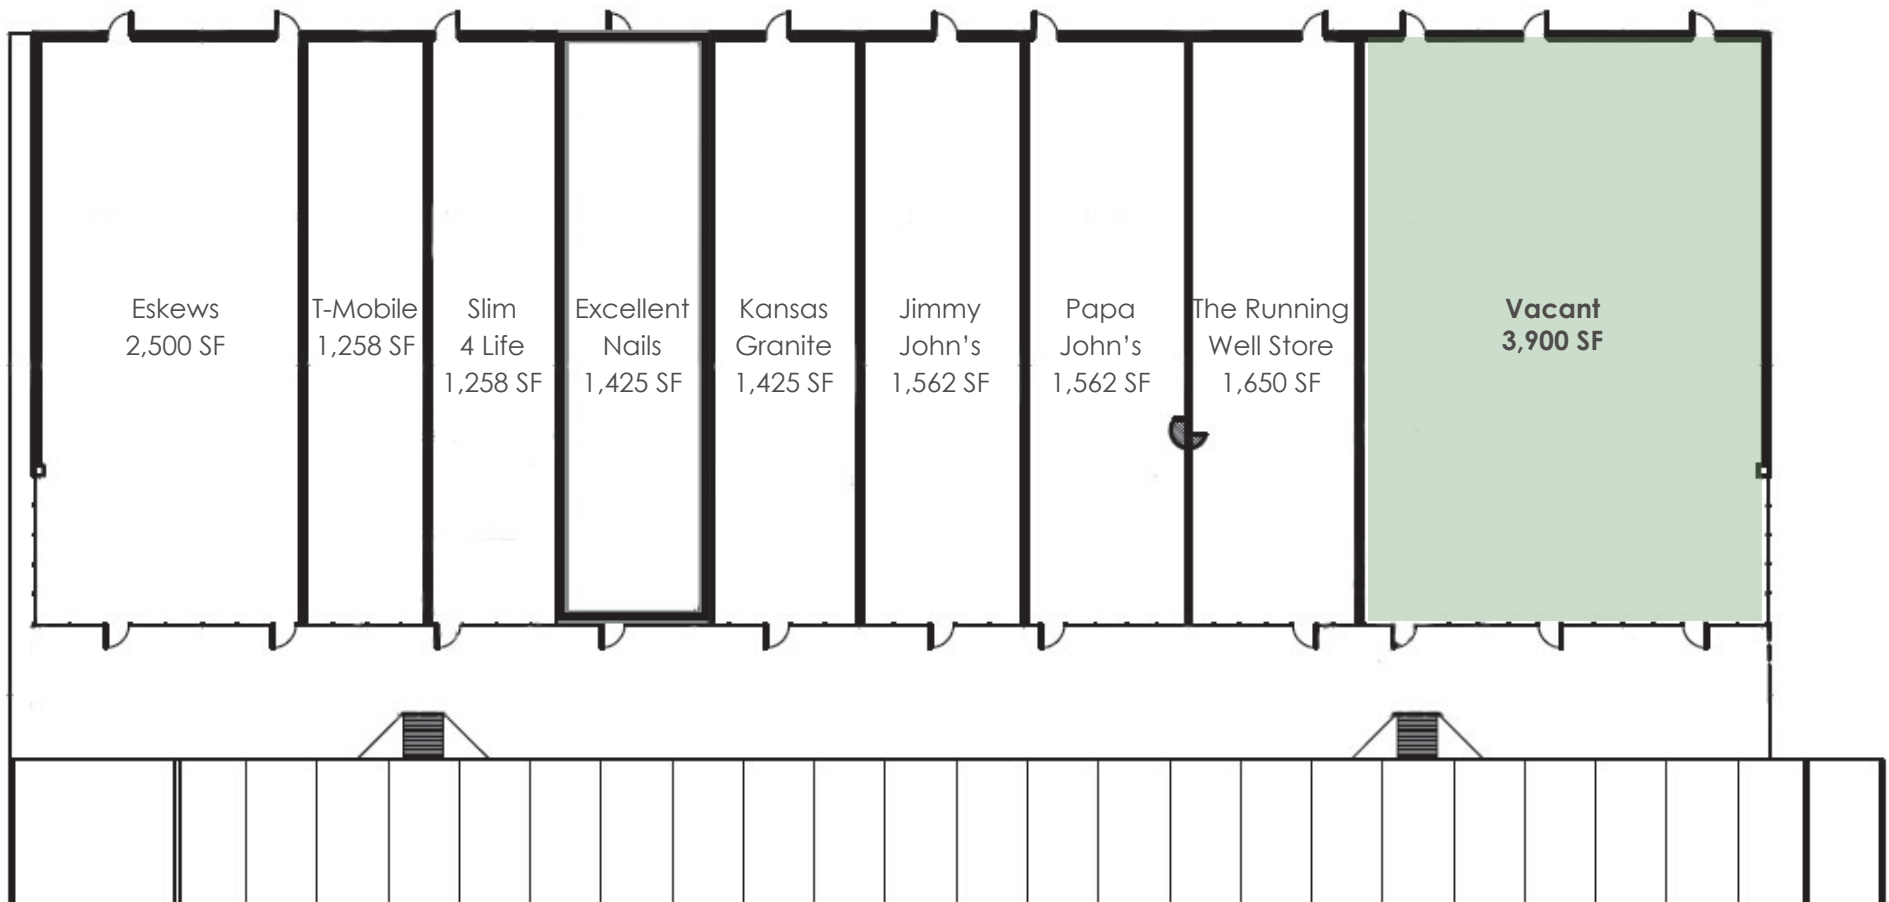 Eskews
2,500 SF
T-Mobile
1,258 SF
Slim
4 Life
1,258 SF
Excellent
Nails
1,425 SF
Kansas
Granite
1,425 SF
Jimmy
John’s
1,562 SF
Papa
John’s
1,562 SF
The Running
Well Store
1,650 SF
Vacant
3,900 SF